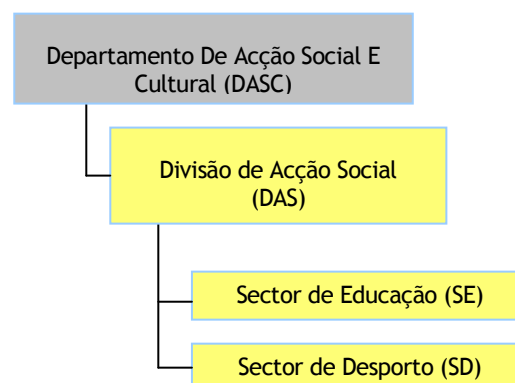 Departamento De Acção Social E
Cultural (DASC)
Divisão de Acção Social
(DAS)
Sector de Educação (SE)
Sector de Desporto (SD)